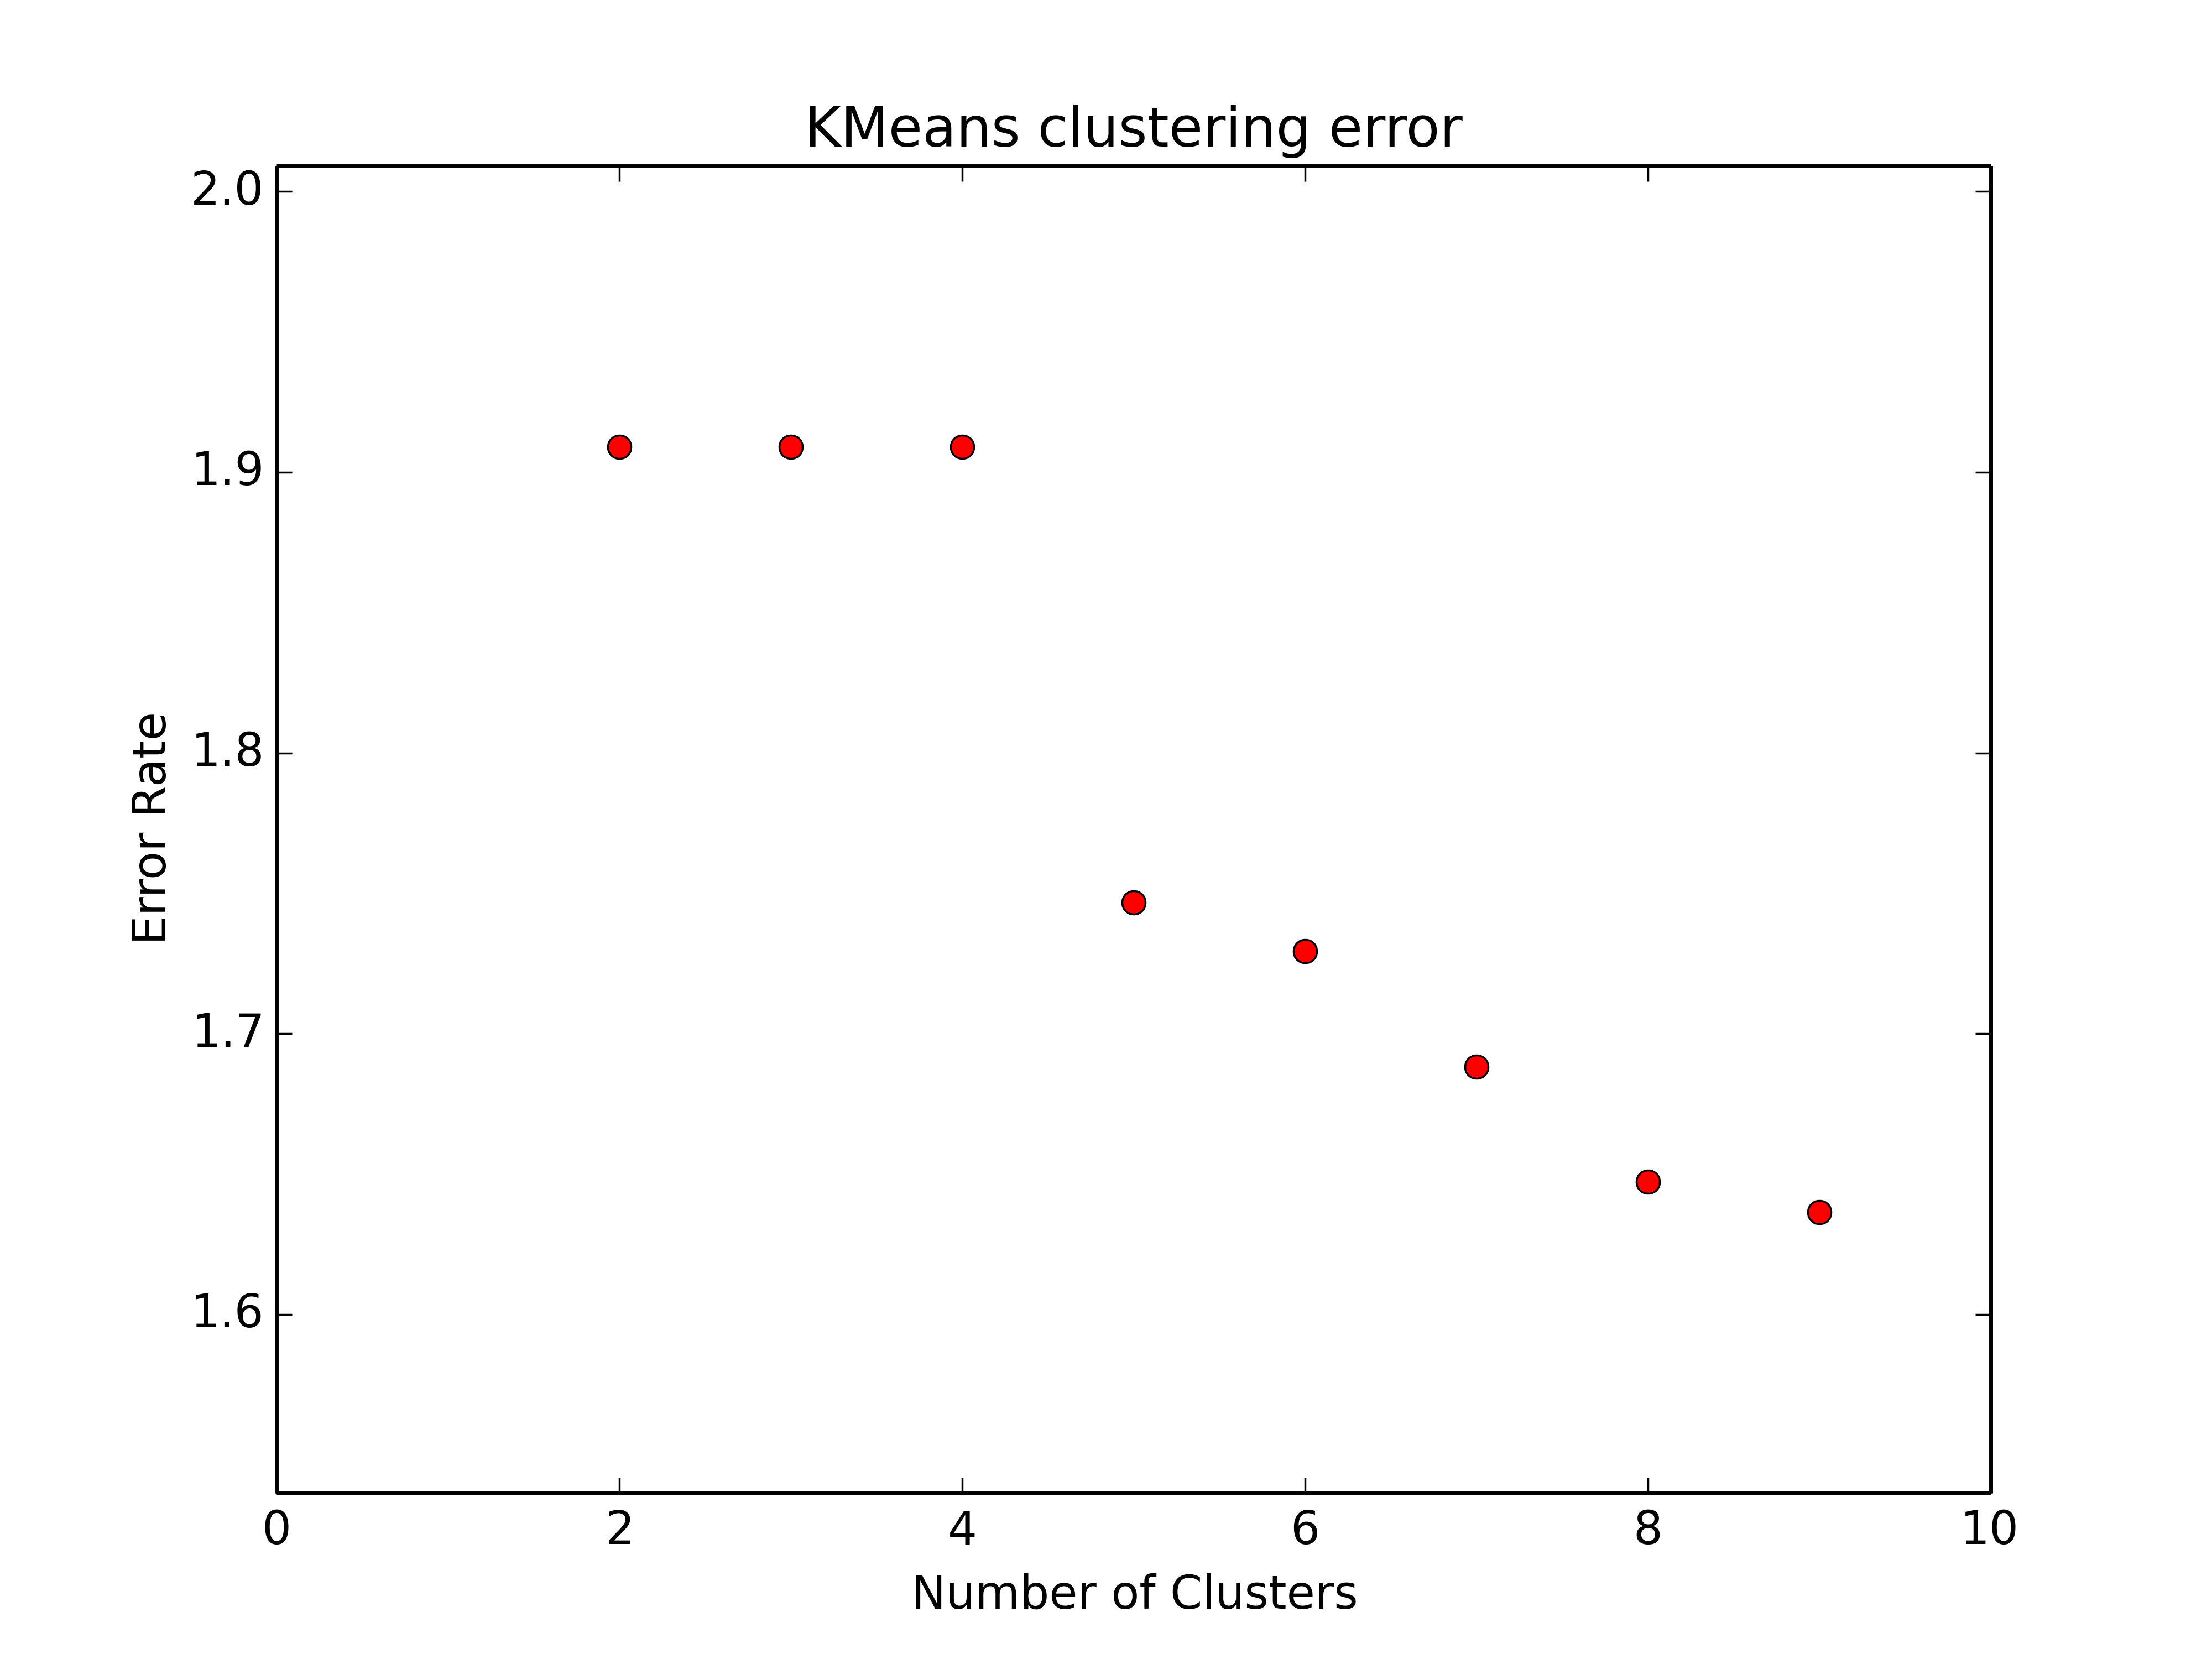 KMeans clustering error
2.0
1.9
1.8
1.7
1.6
Error Rate
0 2 4 6 8 10
Number of Clusters